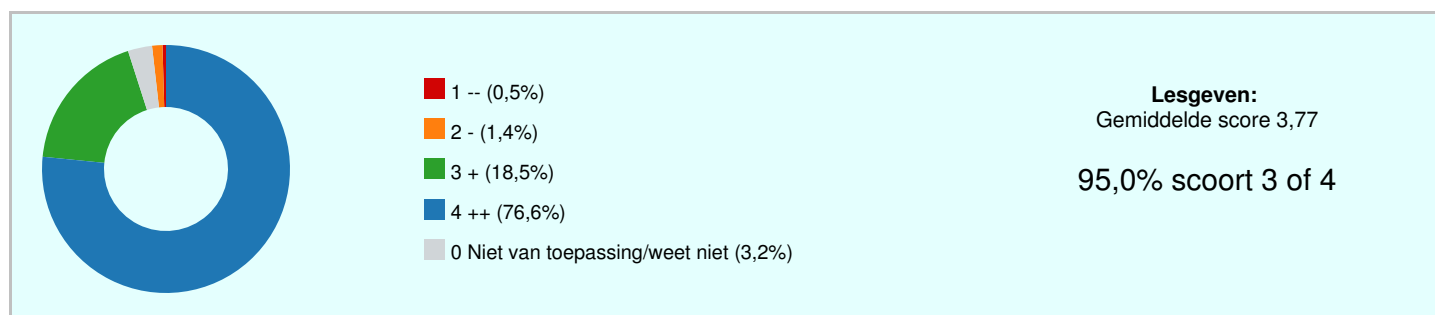 1 -- (0,5%)
2 - (1,4%)
3 + (18,5%)
4 ++ (76,6%)
0 Niet van toepassing/weet niet (3,2%)
Lesgeven:
Gemiddelde score 3,77
95,0% scoort 3 of 4